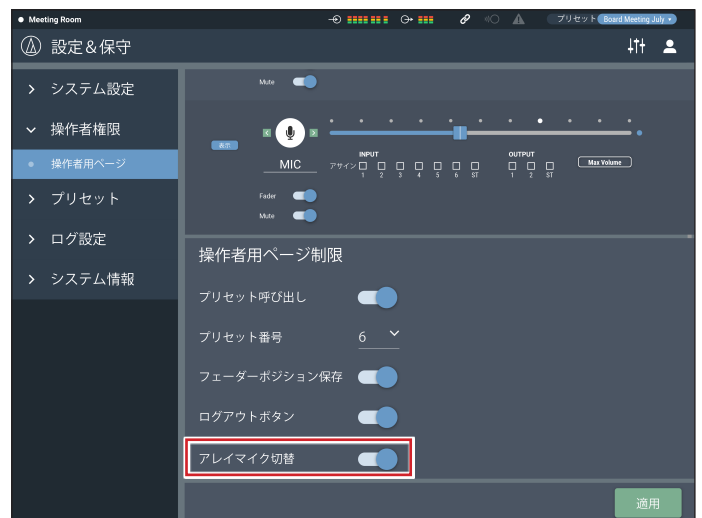 Meeting Room
プリセット Board Meeting July
設定＆保守
システム設定
操作者権限
操作者用ページ
プリセット
ログ設定
システム情報
Mute
表示
MIC
アサイン
INPUT
1 2 3 4 5 6 ST
OUTPUT
1 2 ST
Max Volume
Fader
Mute
操作者用ページ制限
プリセット呼び出し
プリセット番号 6
フェーダーポジション保存
ログアウトボタン
アレイマイク切替
適用